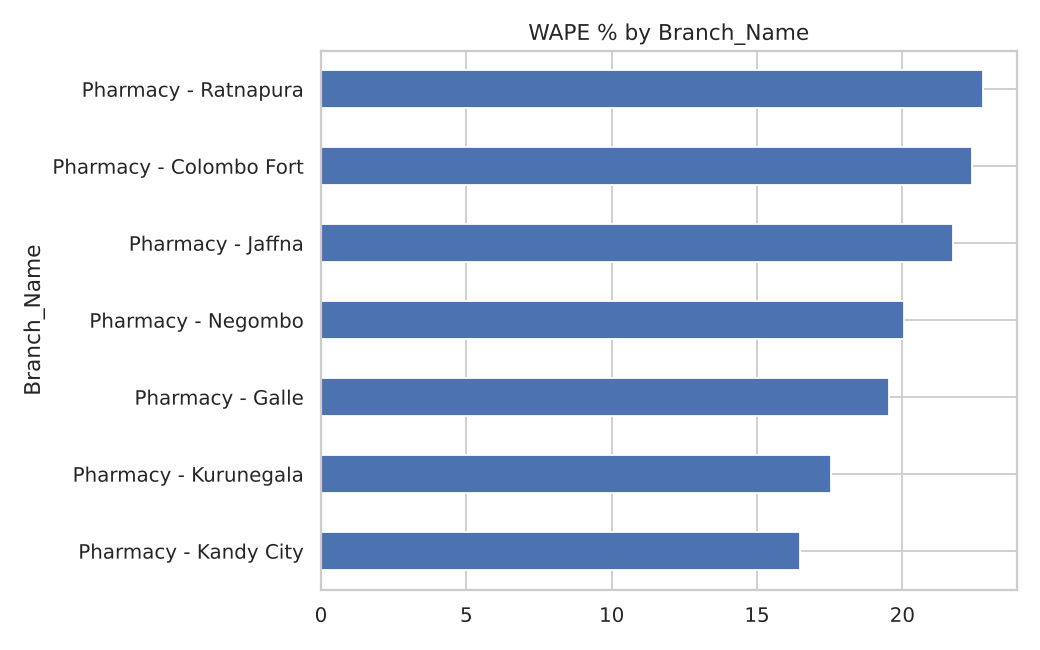 WAPE % by Branch_Name
Pharmacy - Ratnapura
Pharmacy - Colombo Fort
Pharmacy - Jaffna
Pharmacy - Negombo
Pharmacy - Galle
Pharmacy - Kurunegala
Pharmacy - Kandy City
Branch_Name
0 5 10 15 20